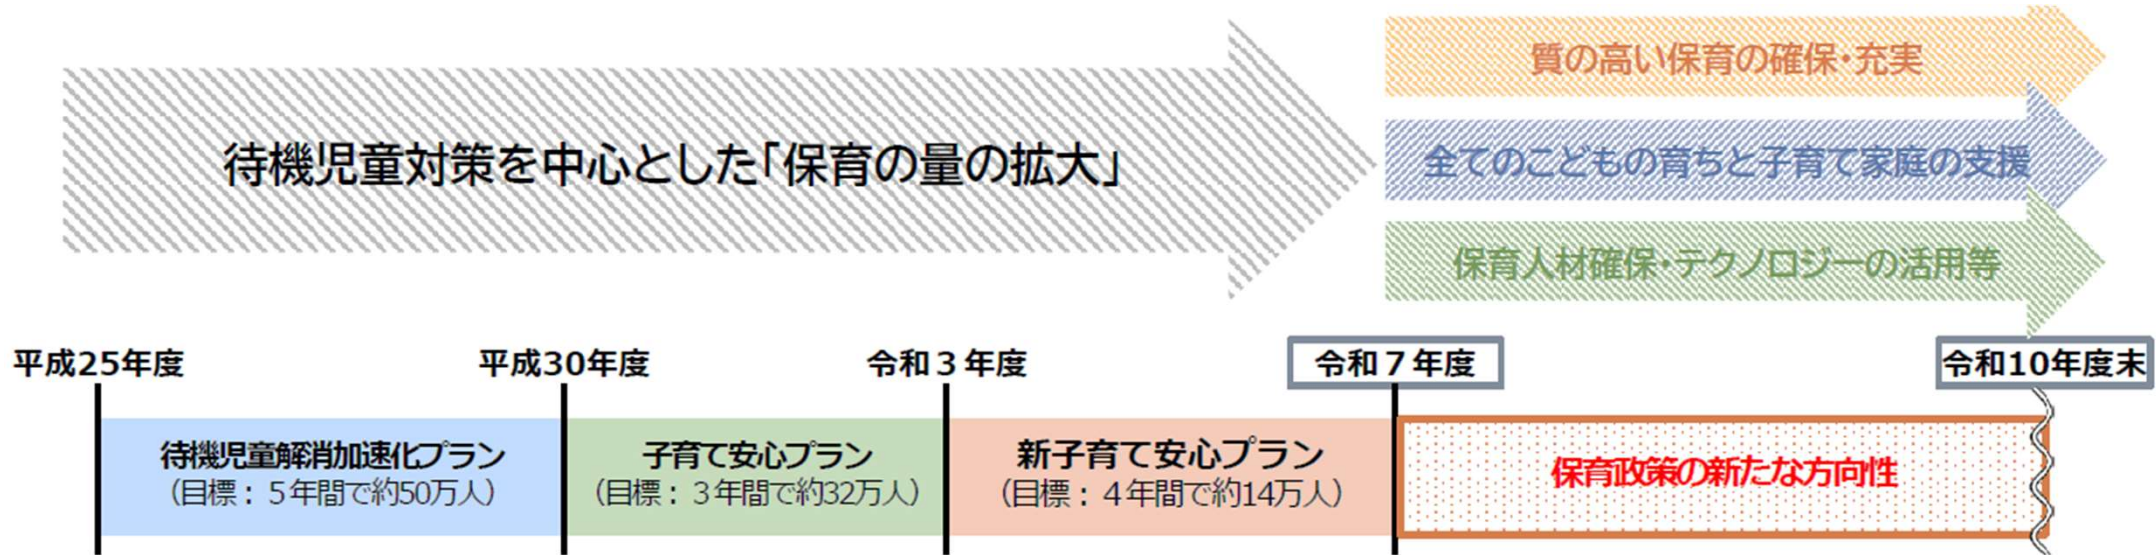 質の高い保育の確保・充実
待機児童対策を中心とした「保育の量の拡大」
全てのこどもの育ちと子育て家庭の支援
保育人材確保・テクノロジーの活用等
平成25年度
平成30年度
令和３年度
令和７年度
令和10年度末
待機児童解消加速化プラン
（目標：５年間で約50万人）
子育て安心プラン
（目標：３年間で約32万人）
新子育て安心プラン
（目標：４年間で約14万人）
保育政策の新たな方向性